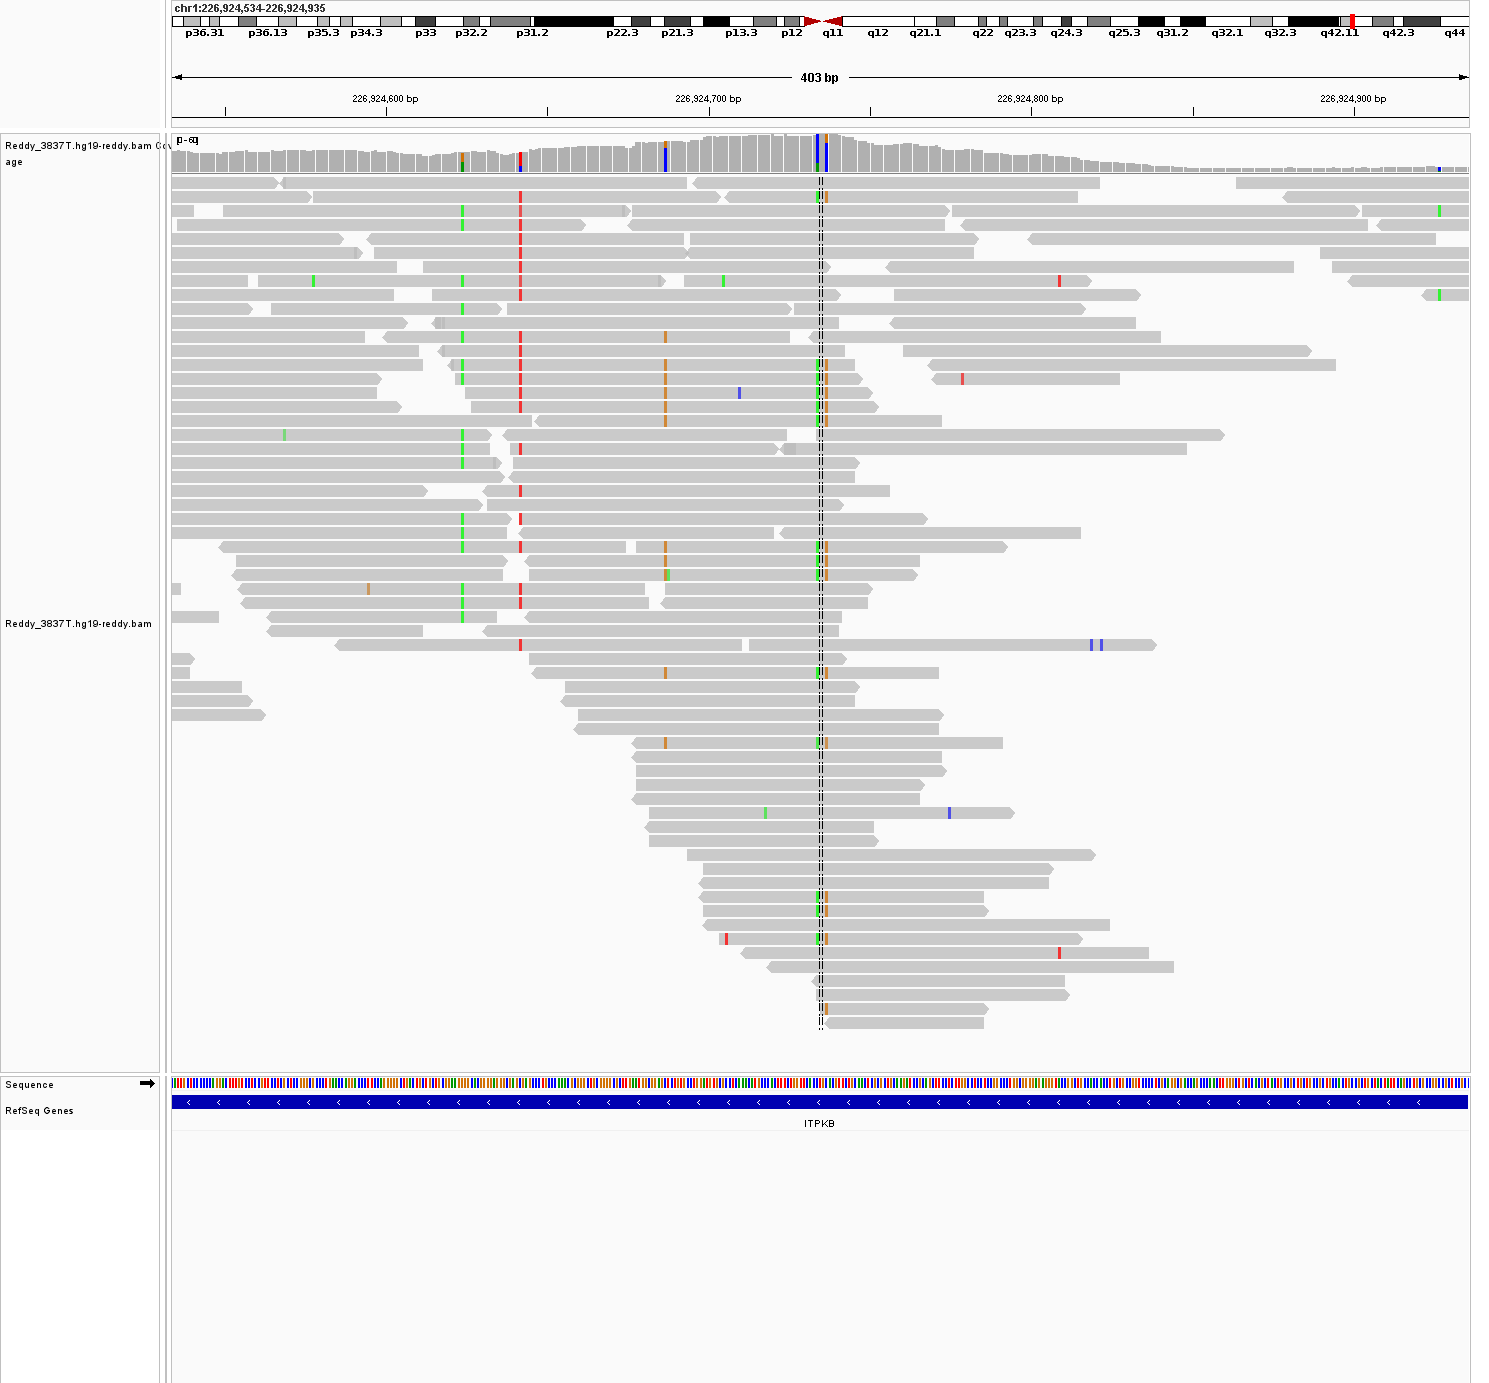 chr1:226,924,534-226,924,935
p36.31 p36.13 p35.3 p34.3 p33 p32.2 p31.2 p22.3 p21.3 p13.3 p12 q11 q12 q21.1 q22 q23.3 q24.3 q25.3 q31.2 q32.1 q32.3 q42.11 q42.3 q44
403 bp
226,924,600 bp 226,924,700 bp 226,924,800 bp 226,924,900 bp
[0-60]
Reddy_3837T.hg19-reddy.bam Cov
age
Reddy_3837T.hg19-reddy.bam
Sequence
RefSeq Genes
ITPKB